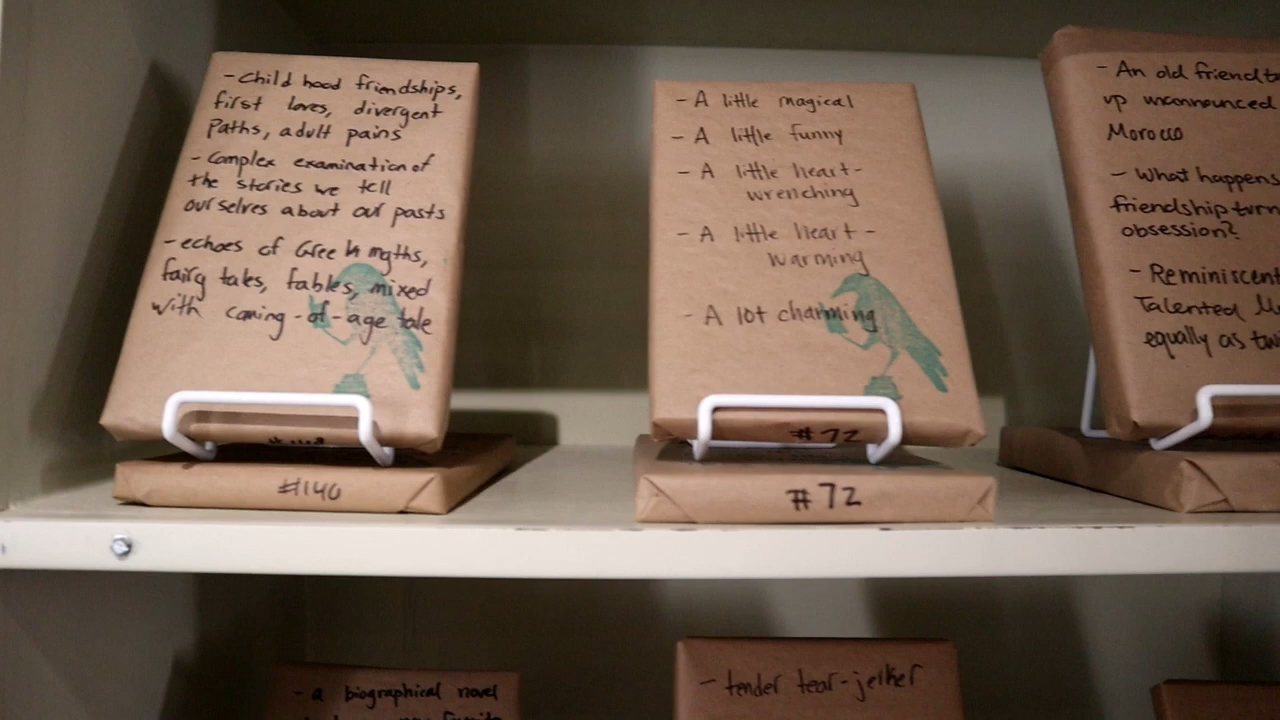 - Child hood friendships,
first loves, divergent
Paths, adult pains
- Complex examination of
the stories we tell
ourselves about our pasts
- echoes of Greek myths,
fairy tales, fables, mixed
with coming-of-age tale
#140
- A little magical
- A little funny
- A little heart-
wrenching
- A little heart-
warming
- A lot charming
#72
#72
- An old friend
up unannounced
Morocco
- What happens
friendship turn
obsession?
- Reminiscent
Talented
equally as
- a biographical novel
- tender tear-jerker